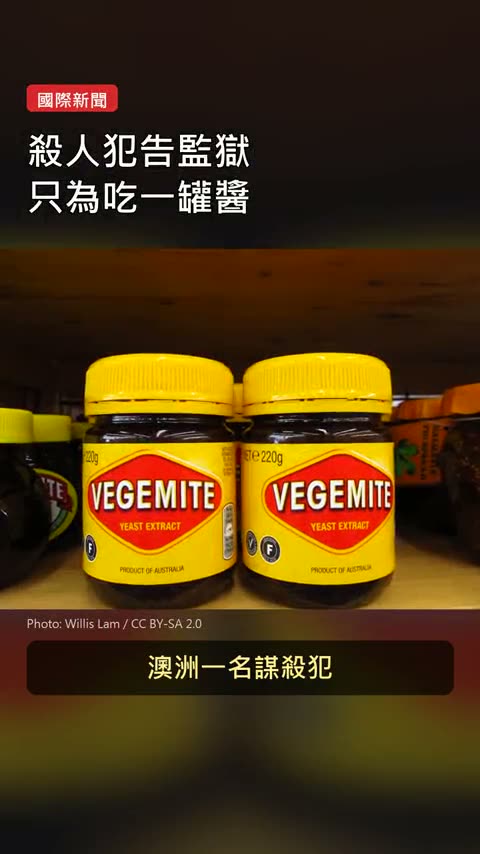 國際新聞
殺人犯告監獄
只為吃一罐醬
220g
VEGEMITE
YEAST EXTRACT
PRODUCT OF AUSTRALIA
NET℮ 220g
VEGEMITE
YEAST EXTRACT
PRODUCT OF AUSTRALIA
Photo: Willis Lam / CC BY-SA 2.0
澳洲一名謀殺犯